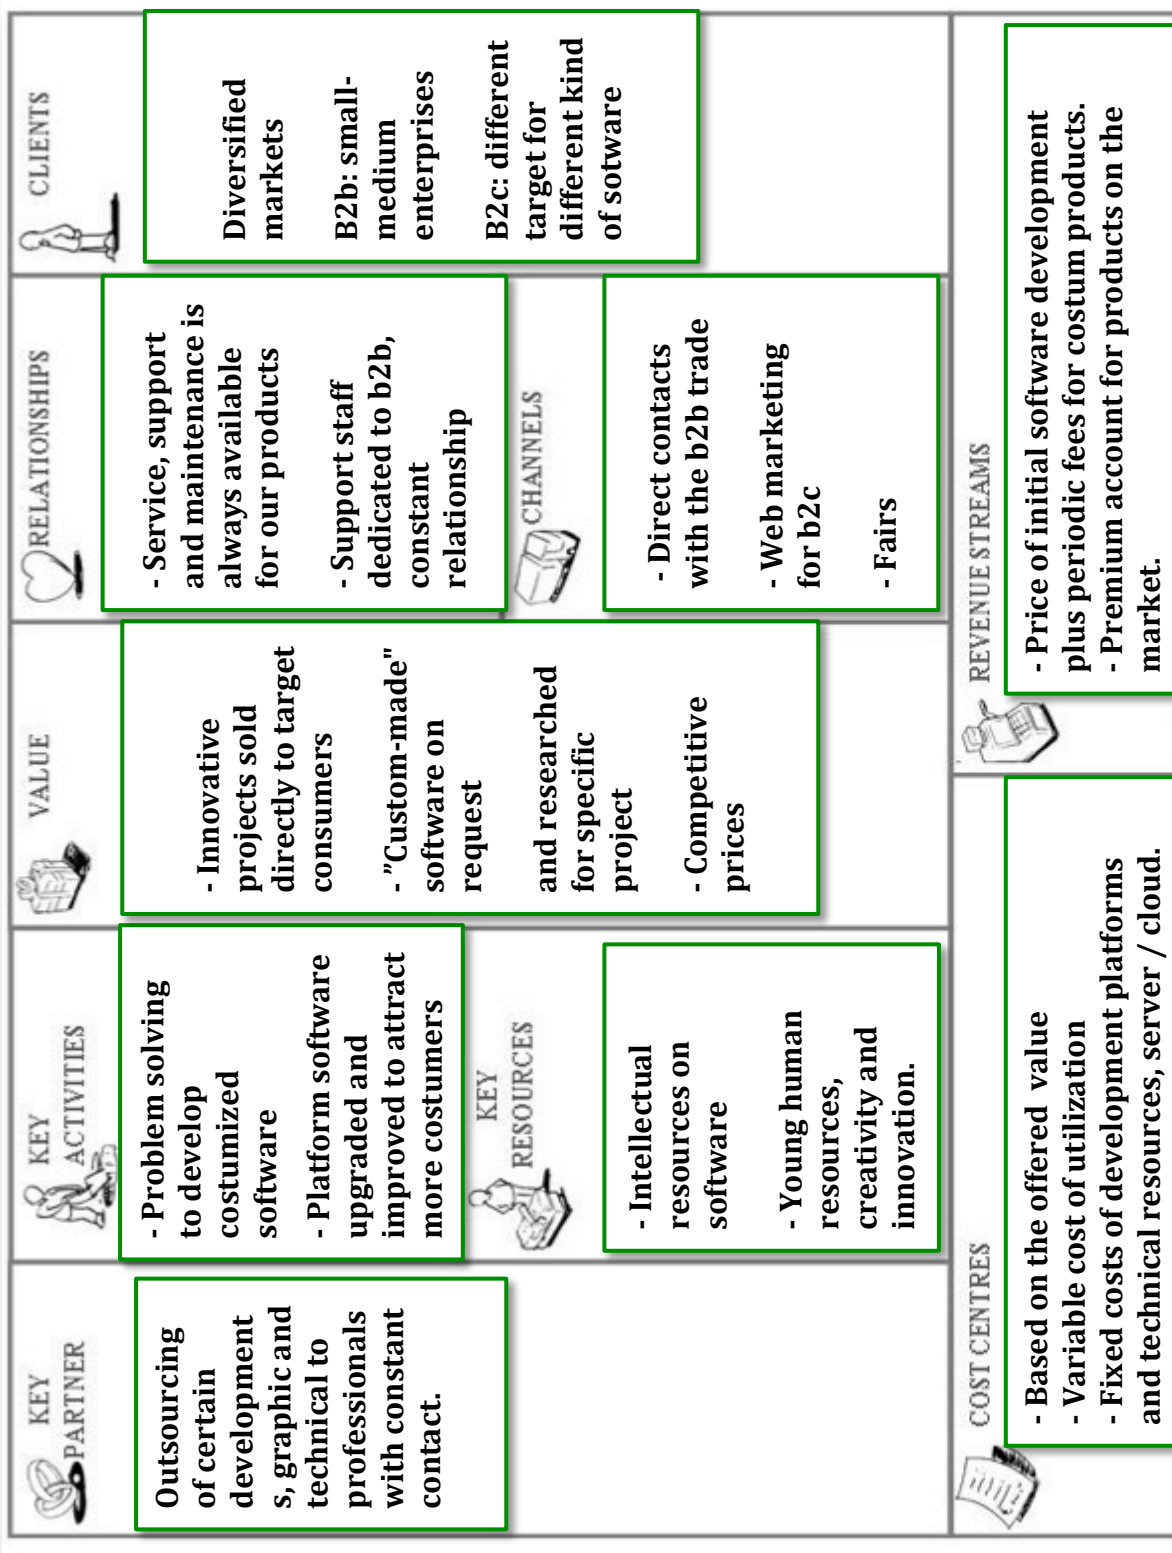 KEY
PARTNER
Outsourcing
of certain
development
s, graphic and
technical to
professionals
with constant
contact.
KEY
ACTIVITIES
- Problem solving
to develop
costumized
software
- Platform software
upgraded and
improved to attract
more costumers
KEY
RESOURCES
- Intellectual
resources on
software
- Young human
resources,
creativity and
innovation.
VALUE
- Innovative
projects sold
directly to target
consumers
- "Custom-made"
software on
request
and researched
for specific
project
- Competitive
prices
RELATIONSHIPS
- Service, support
and maintenance is
always available
for our products
- Support staff
dedicated to b2b,
constant
relationship
CHANNELS
- Direct contacts
with the b2b trade
- Web marketing
for b2c
- Fairs
CLIENTS
Diversified
markets
B2b: small-
medium
enterprises
B2c: different
target for
different kind
of sotware
COST CENTRES
- Based on the offered value
- Variable cost of utilization
- Fixed costs of development platforms
and technical resources, server / cloud.
REVENUE STREAMS
- Price of initial software development
plus periodic fees for costum products.
- Premium account for products on the
market.